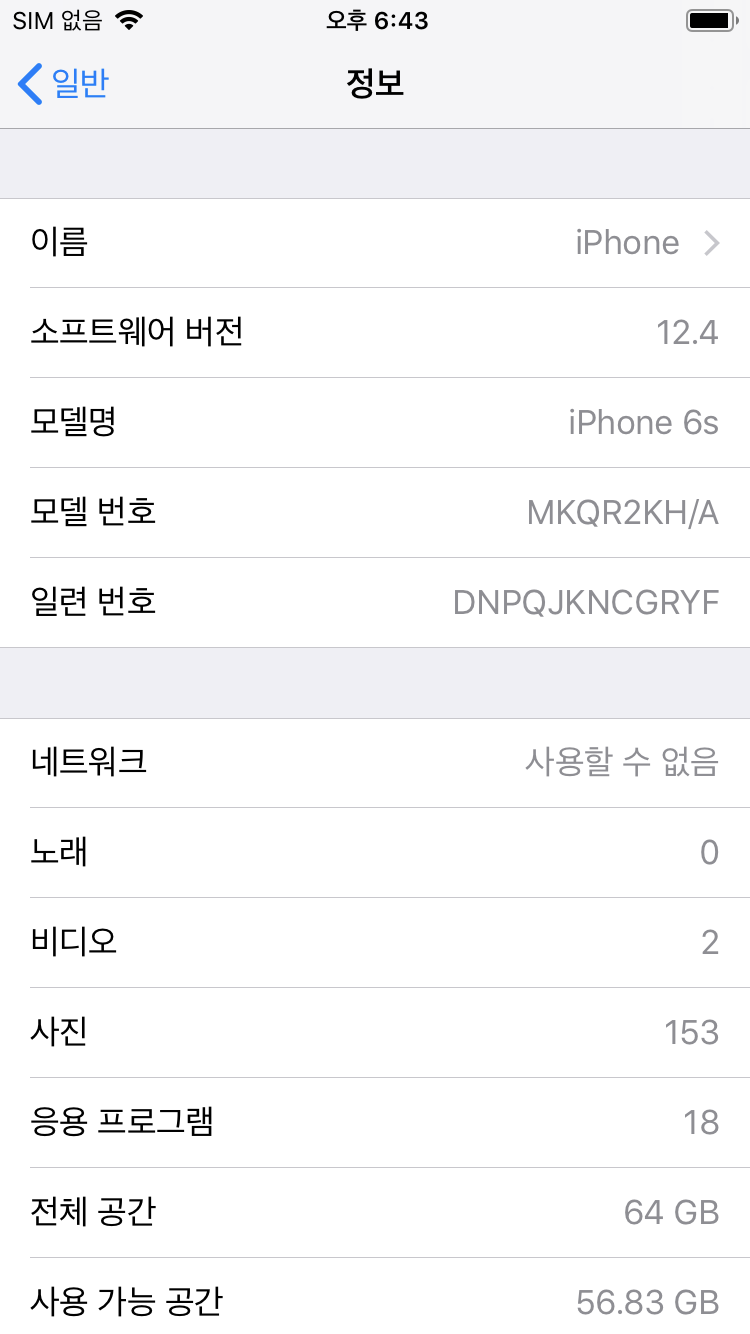 SIM 없음 오후 6:43
일반 정보
이름 iPhone
소프트웨어 버전 12.4
모델명 iPhone 6s
모델 번호 MKQR2KH/A
일련 번호 DNPQJKNCGRYF
네트워크 사용할 수 없음
노래 0
비디오 2
사진 153
응용 프로그램 18
전체 공간 64 GB
사용 가능 공간 56.83 GB